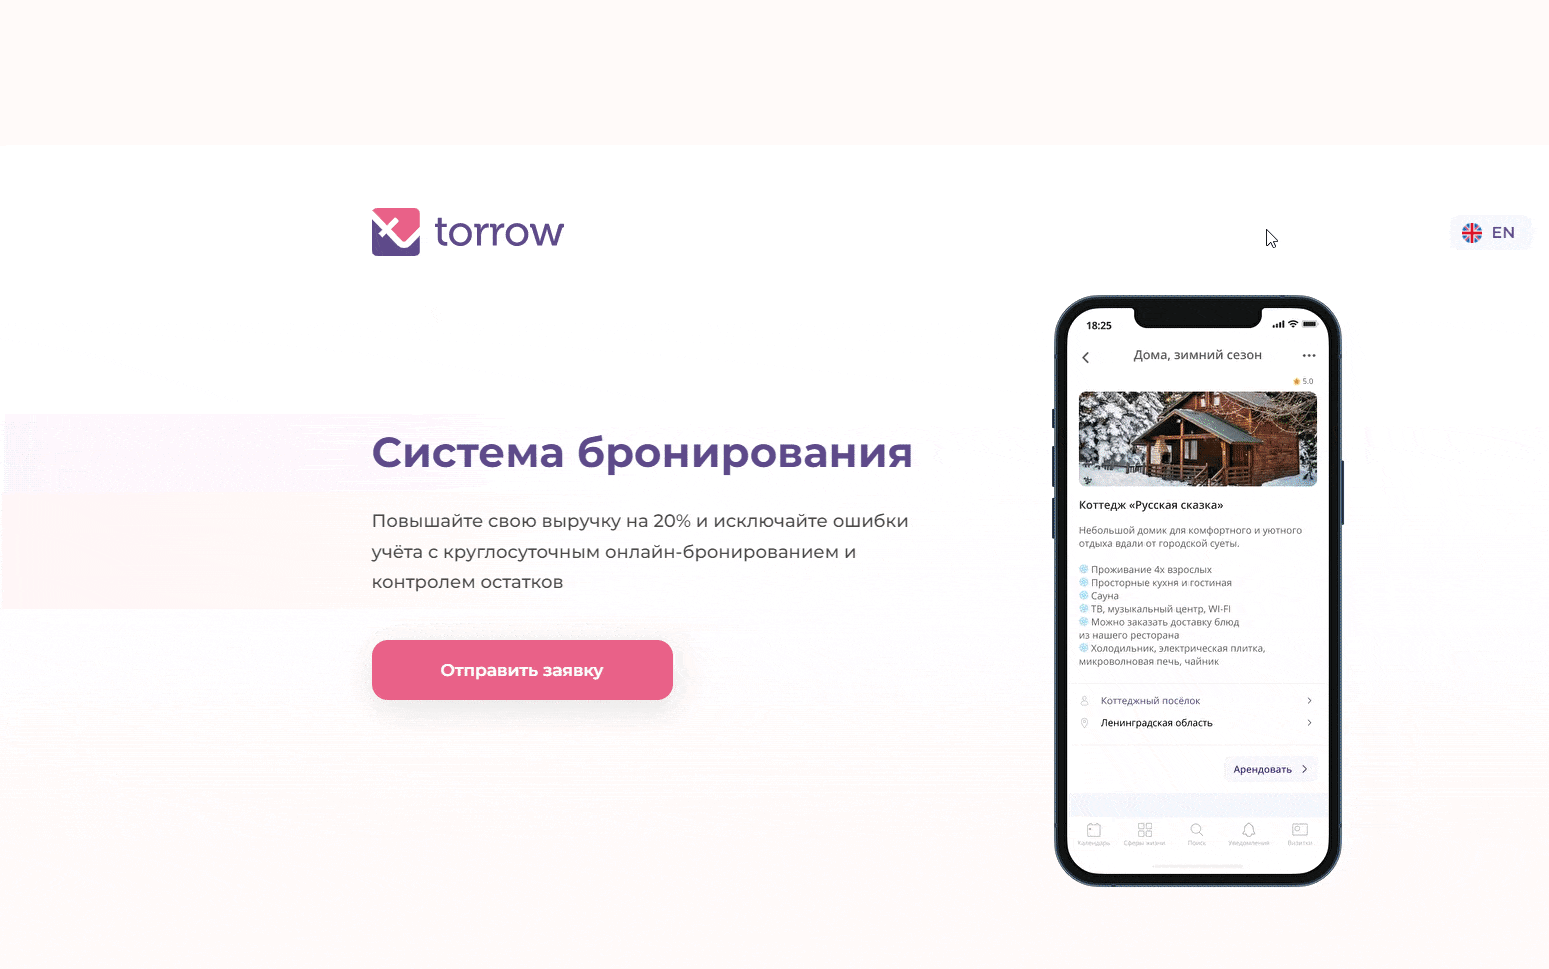 torrow
EN
Система бронирования
Повышайте свою выручку на 20% и исключайте ошибки
учёта с круглосуточным онлайн-бронированием и
контролем остатков
Отправить заявку
18:25
Дома, зимний сезон
5.0
Коттедж «Русская сказка»
Небольшой домик для комфортного и уютного
отдыха вдали от городской суеты.
Проживание 4х взрослых
Просторные кухня и гостиная
Сауна
ТВ, музыкальный центр, WI-FI
Можно заказать доставку блюд
из нашего ресторана
Холодильник, электрическая плитка,
микроволновая печь, чайник
Коттеджный посёлок
Ленинградская область
Арендовать
Календарь Сферы жизни Поиск Уведомления Визитки